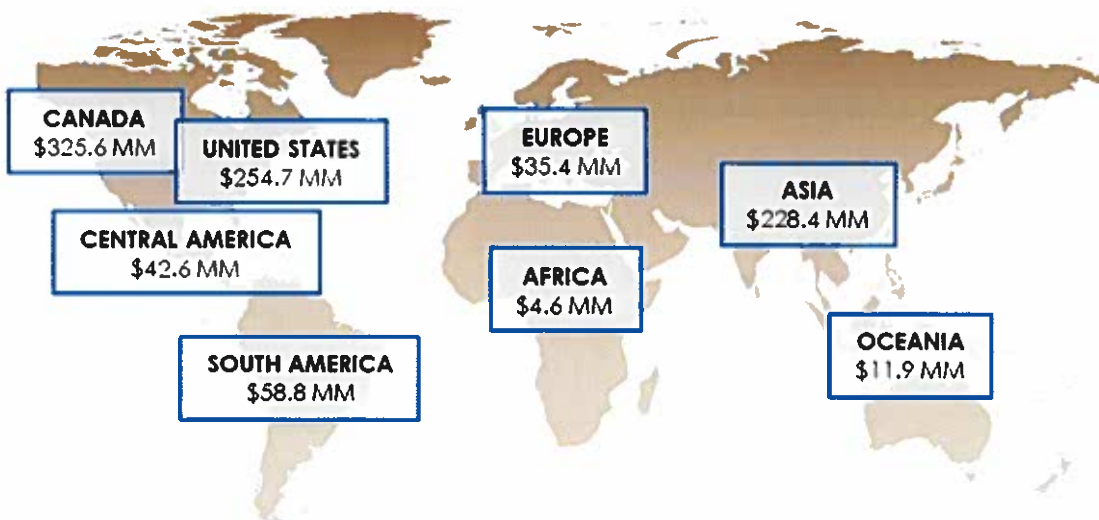 CANADA
$325.6 MM
UNITED STATES
$254.7 MM
CENTRAL AMERICA
$42.6 MM
SOUTH AMERICA
$58.8 MM
EUROPE
$35.4 MM
AFRICA
$4.6 MM
ASIA
$228.4 MM
OCEANIA
$11.9 MM